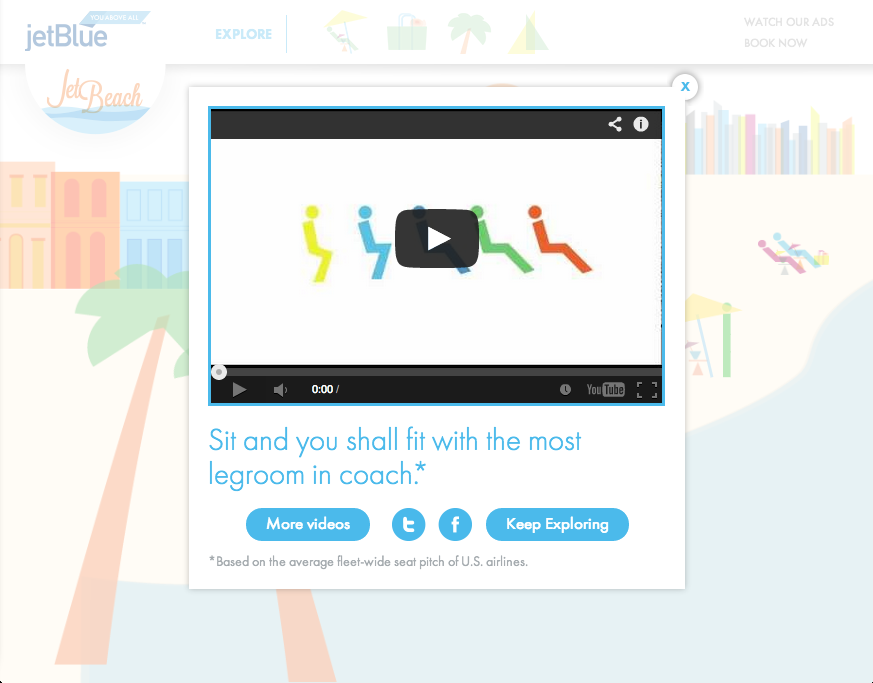 YOU ABOVE ALL
jetBlue
EXPLORE
WATCH OUR ADS
BOOK NOW
JetBeach
x
0:00 /
YouTube
Sit and you shall fit with the most
legroom in coach.*
More videos
Keep Exploring
*Based on the average fleet-wide seat pitch of U.S. airlines.